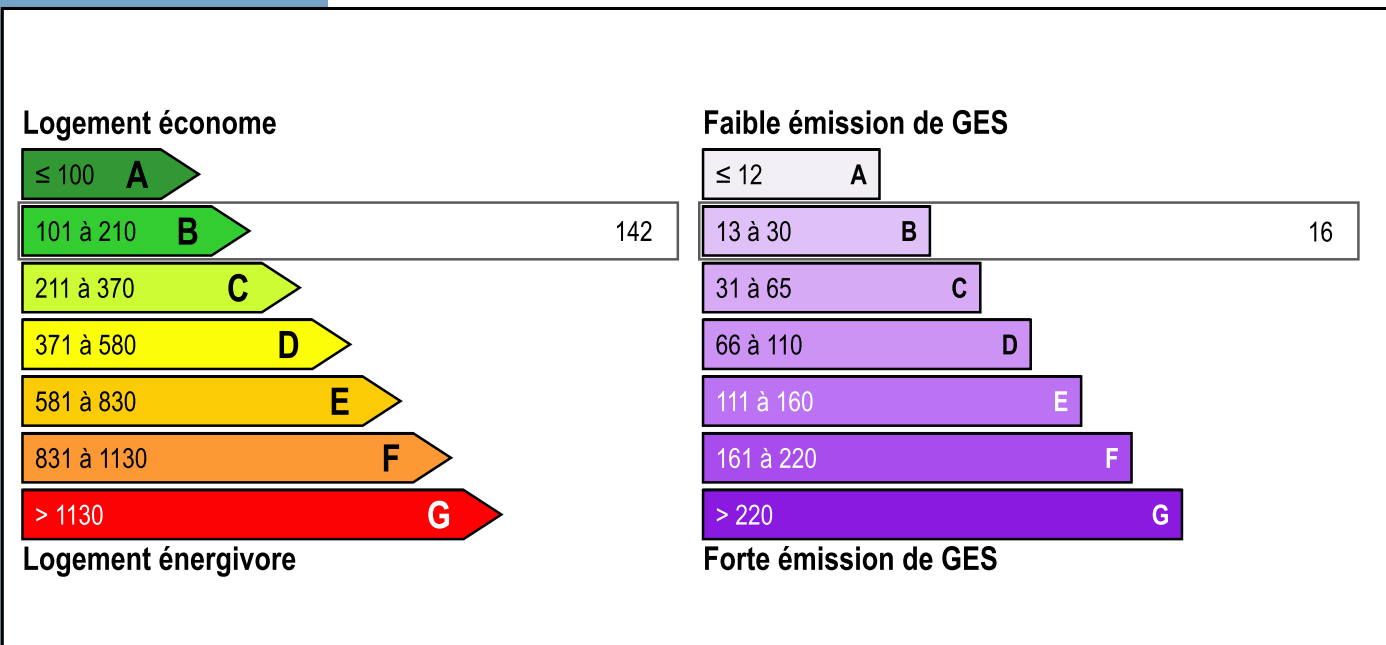 Logement économe
≤ 100 A
101 à 210 B 142
211 à 370 C
371 à 580 D
581 à 830 E
831 à 1130 F
> 1130 G
Logement énergivore
Faible émission de GES
≤ 12 A
13 à 30 B 16
31 à 65 C
66 à 110 D
111 à 160 E
161 à 220 F
> 220 G
Forte émission de GES